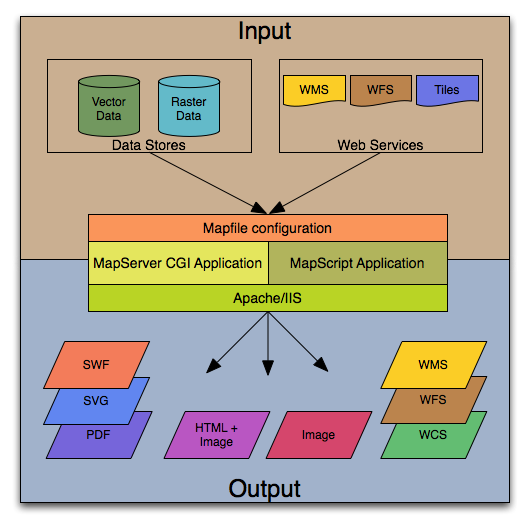 Input
Vector
Data
Raster
Data
Data Stores
WMS
WFS
Tiles
Web Services
Mapfile configuration
MapServer CGI Application
MapScript Application
Apache/IIS
SWF
SVG
PDF
HTML +
Image
Image
WMS
WFS
WCS
Output